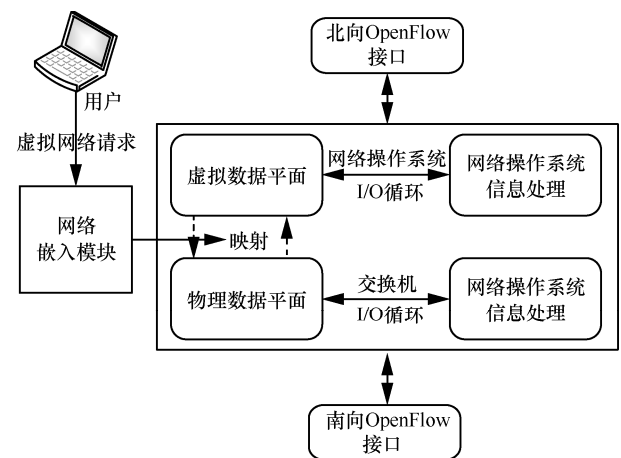 北向OpenFlow
接口
用户
虚拟网络请求
虚拟数据平面
网络操作系统
I/O循环
网络操作系统
信息处理
网络
嵌入模块
映射
物理数据平面
交换机
I/O循环
网络操作系统
信息处理
南向OpenFlow
接口